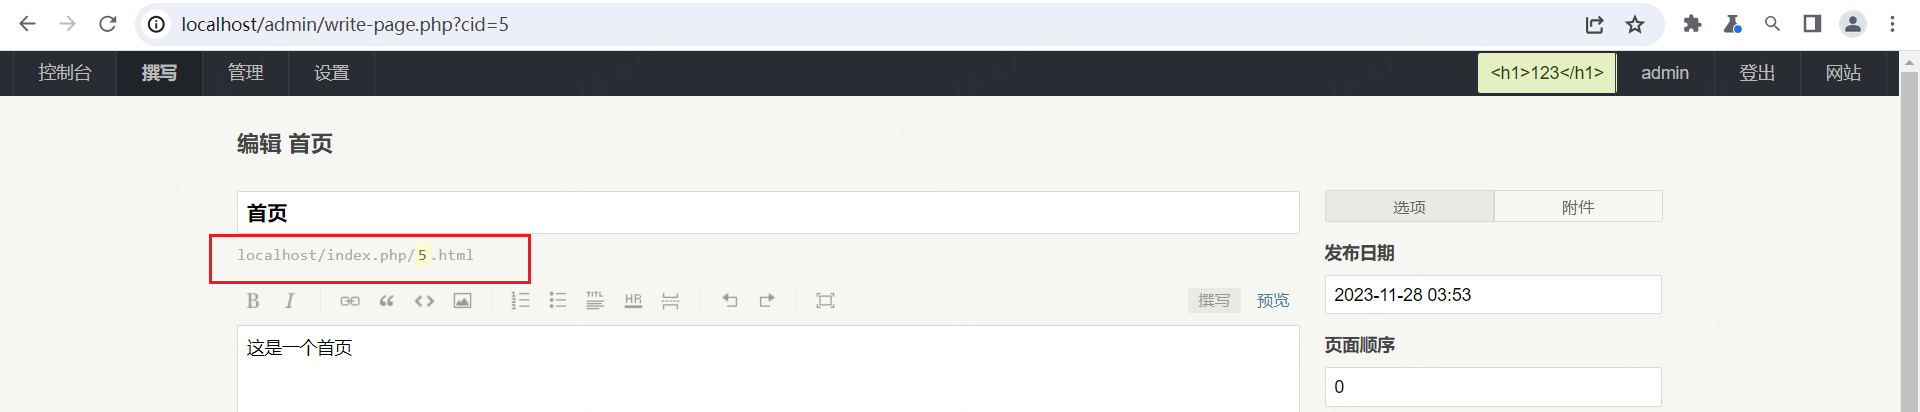 localhost/admin/write-page.php?cid=5
控制台 撰写 管理 设置 <h1>123</h1> admin 登出 网站
编辑 首页
首页
localhost/index.php/5.html
B I TITL HR 撰写 预览
这是一个首页
选项 附件
发布日期
2023-11-28 03:53
页面顺序
0